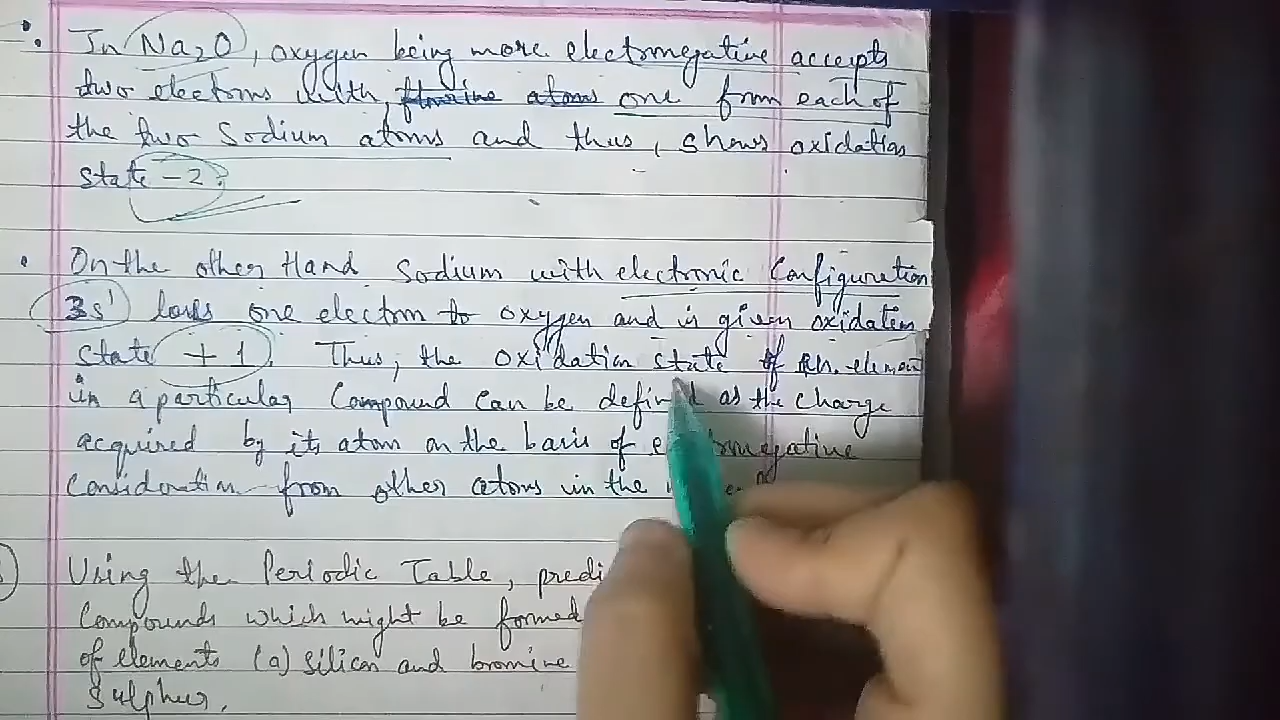 In Na2O, oxygen being more electronegative accepts
two electrons with, fluorine atoms one from each of
the two Sodium atoms and thus, shows oxidation
state -2.
On the other Hand Sodium with electronic Configuration
3s¹ loses one electron to oxygen and is given oxidation
state +1. Thus, the oxidation state of an element
in a particular Compound can be defined as the charge
acquired by its atom on the basis of electronegative
Consideration from other atoms in the
Using the Periodic Table,
Compounds which might be formed
of elements (a) silicon and bromine
Sulphur.